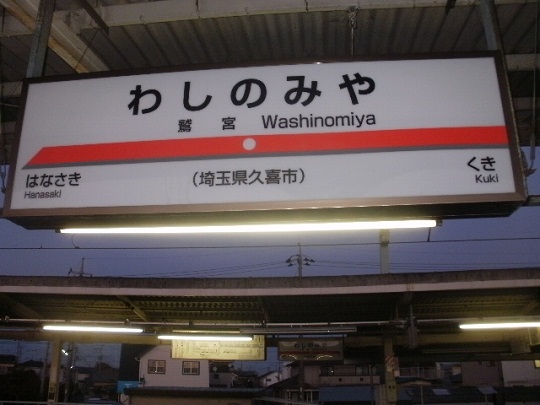 わしのみや
鷲宮 Washinomiya
はなさき
Hanasaki
(埼玉県久喜市)
くき
Kuki